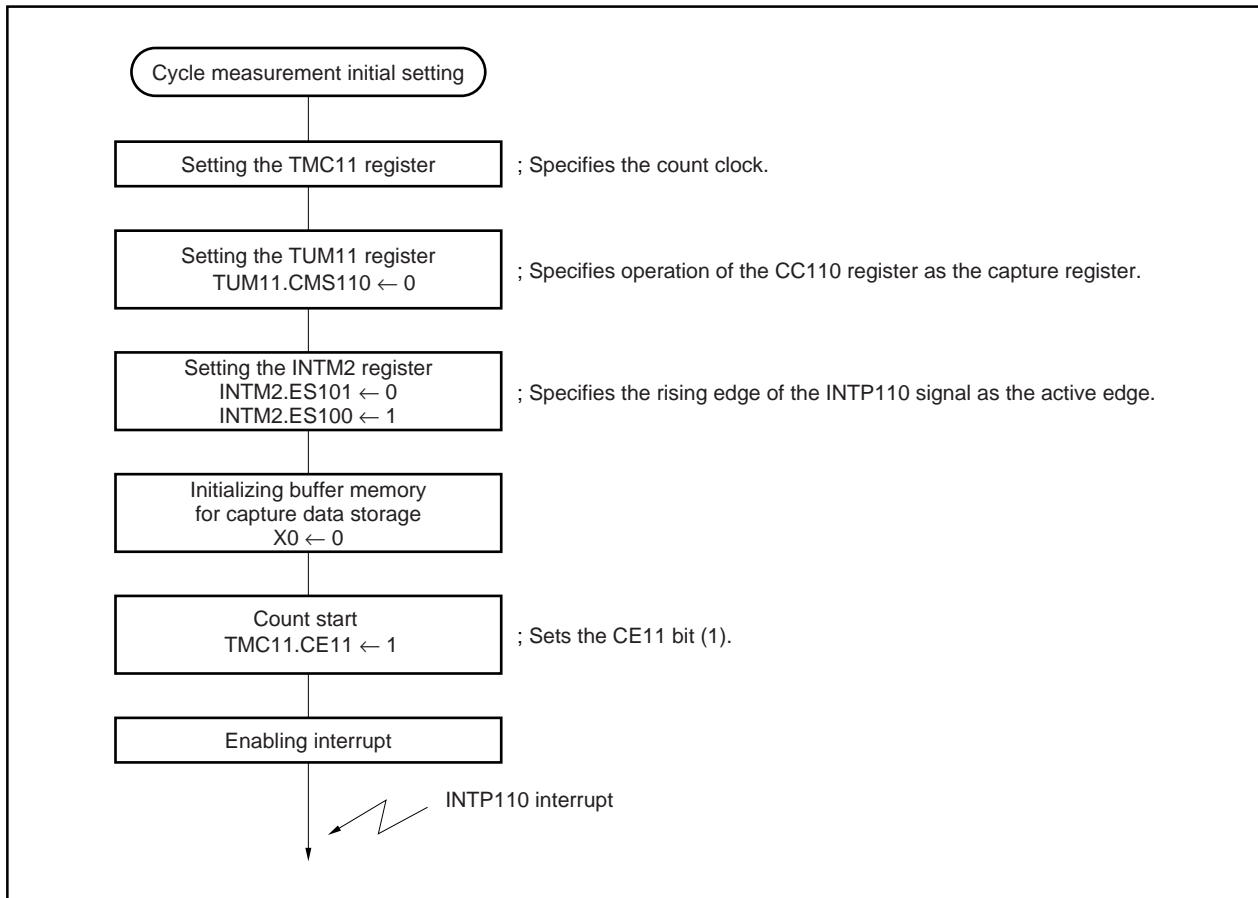 Cycle measurement initial setting
Setting the TMC11 register
; Specifies the count clock.
Setting the TUM11 register
TUM11.CMS110 ← 0
; Specifies operation of the CC110 register as the capture register.
Setting the INTM2 register
INTM2.ES101 ← 0
INTM2.ES100 ← 1
; Specifies the rising edge of the INTP110 signal as the active edge.
Initializing buffer memory
for capture data storage
X0 ← 0
Count start
TMC11.CE11 ← 1
; Sets the CE11 bit (1).
Enabling interrupt
INTP110 interrupt